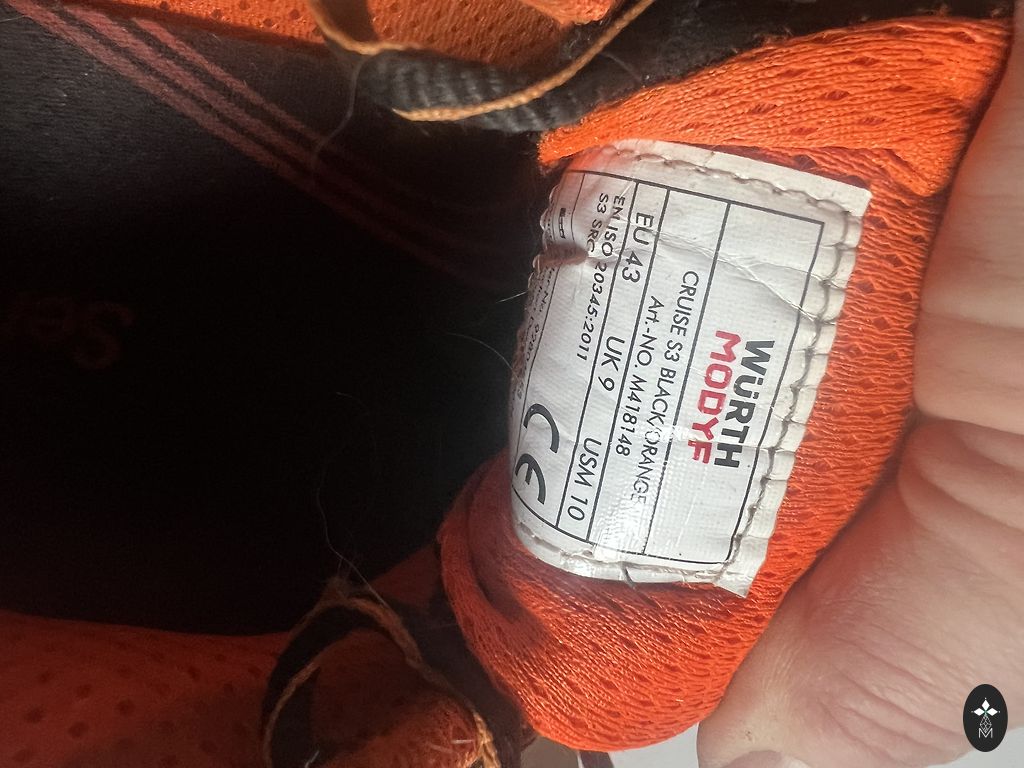 WÜRTH
MODYF
CRUISE S3 BLACK/ORANGE
Art.-NO. M418148
EU 43 UK 9 USM 10
EN ISO 20345:2011
S3 SRC
CE
Se
M